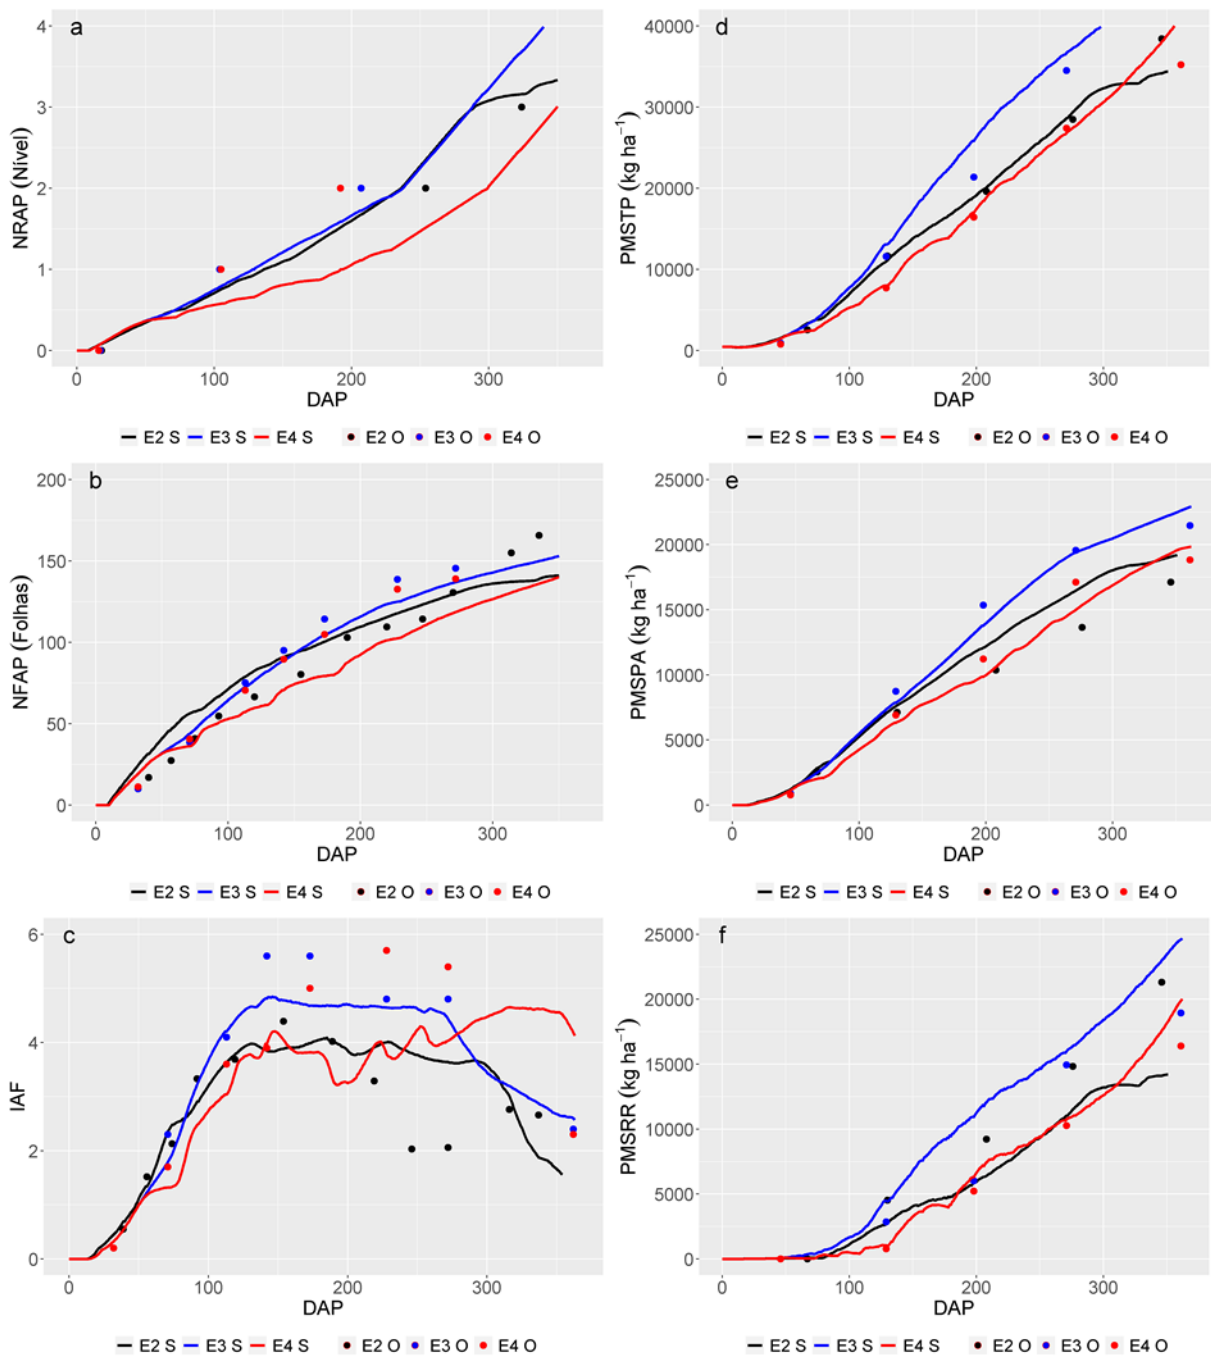 a
4
3
2
1
0
NRAP (Nível)
0 100 200 300
DAP
E2 S E3 S E4 S E2 O E3 O E4 O
d
40000
30000
20000
10000
0
PMSTP (kg ha⁻¹)
0 100 200 300
DAP
E2 S E3 S E4 S E2 O E3 O E4 O
b
200
150
100
50
0
NFAP (Folhas)
0 100 200 300
DAP
E2 S E3 S E4 S E2 O E3 O E4 O
e
25000
20000
15000
10000
5000
0
PMSPA (kg ha⁻¹)
0 100 200 300
DAP
E2 S E3 S E4 S E2 O E3 O E4 O
c
6
4
2
0
IAF
0 100 200 300
DAP
E2 S E3 S E4 S E2 O E3 O E4 O
f
25000
20000
15000
10000
5000
0
PMSRR (kg ha⁻¹)
0 100 200 300
DAP
E2 S E3 S E4 S E2 O E3 O E4 O